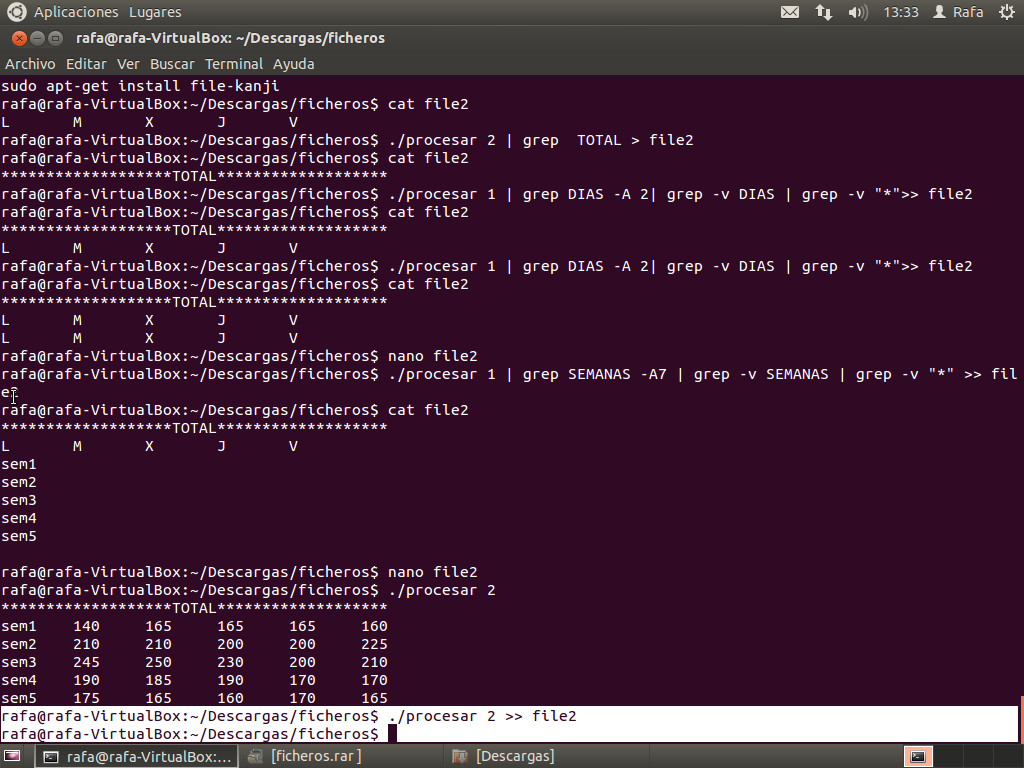 Aplicaciones Lugares 13:33 Rafa
rafa@rafa-VirtualBox: ~/Descargas/ficheros
Archivo Editar Ver Buscar Terminal Ayuda
sudo apt-get install file-kanji
rafa@rafa-VirtualBox:~/Descargas/ficheros$ cat file2
L M X J V
rafa@rafa-VirtualBox:~/Descargas/ficheros$ ./procesar 2 | grep  TOTAL > file2
rafa@rafa-VirtualBox:~/Descargas/ficheros$ cat file2
*******************TOTAL*******************
rafa@rafa-VirtualBox:~/Descargas/ficheros$ ./procesar 1 | grep DIAS -A 2| grep -v DIAS | grep -v "*">> file2
rafa@rafa-VirtualBox:~/Descargas/ficheros$ cat file2
*******************TOTAL*******************
L M X J V
rafa@rafa-VirtualBox:~/Descargas/ficheros$ ./procesar 1 | grep DIAS -A 2| grep -v DIAS | grep -v "*">> file2
rafa@rafa-VirtualBox:~/Descargas/ficheros$ cat file2
*******************TOTAL*******************
L M X J V
L M X J V
rafa@rafa-VirtualBox:~/Descargas/ficheros$ nano file2
rafa@rafa-VirtualBox:~/Descargas/ficheros$ ./procesar 1 | grep SEMANAS -A7 | grep -v SEMANAS | grep -v "*" >> fil
e2
rafa@rafa-VirtualBox:~/Descargas/ficheros$ cat file2
*******************TOTAL*******************
L M X J V
sem1
sem2
sem3
sem4
sem5
rafa@rafa-VirtualBox:~/Descargas/ficheros$ nano file2
rafa@rafa-VirtualBox:~/Descargas/ficheros$ ./procesar 2
*******************TOTAL*******************
sem1 140 165 165 165 160
sem2 210 210 200 200 225
sem3 245 250 230 200 210
sem4 190 185 190 170 170
sem5 175 165 160 170 165
rafa@rafa-VirtualBox:~/Descargas/ficheros$ ./procesar 2 >> file2
rafa@rafa-VirtualBox:~/Descargas/ficheros$
rafa@rafa-VirtualBox:... [ficheros.rar ] [Descargas]